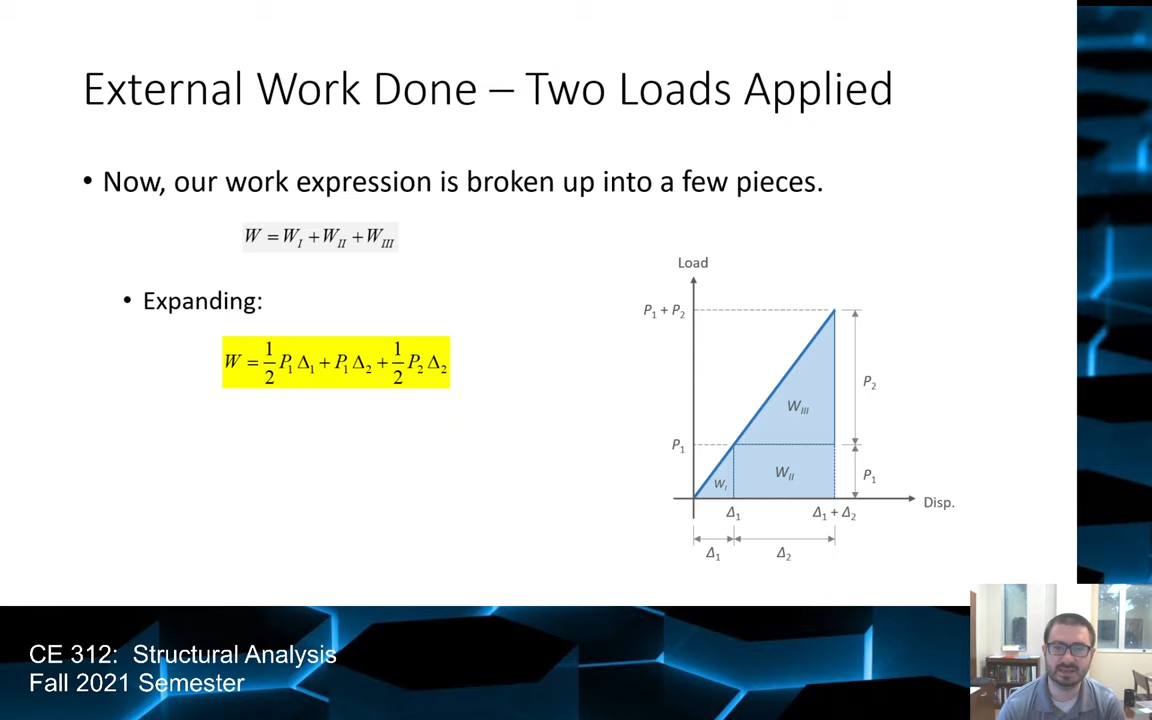 External Work Done – Two Loads Applied
• Now, our work expression is broken up into a few pieces.
W = W_I + W_II + W_III
• Expanding:
W = 1/2 P₁ Δ₁ + P₁ Δ₂ + 1/2 P₂ Δ₂
Load
P₁ + P₂
P₂
W_III
P₁
W_II
P₁
W_I
Disp.
Δ₁
Δ₁ + Δ₂
Δ₁
Δ₂
CE 312: Structural Analysis
Fall 2021 Semester